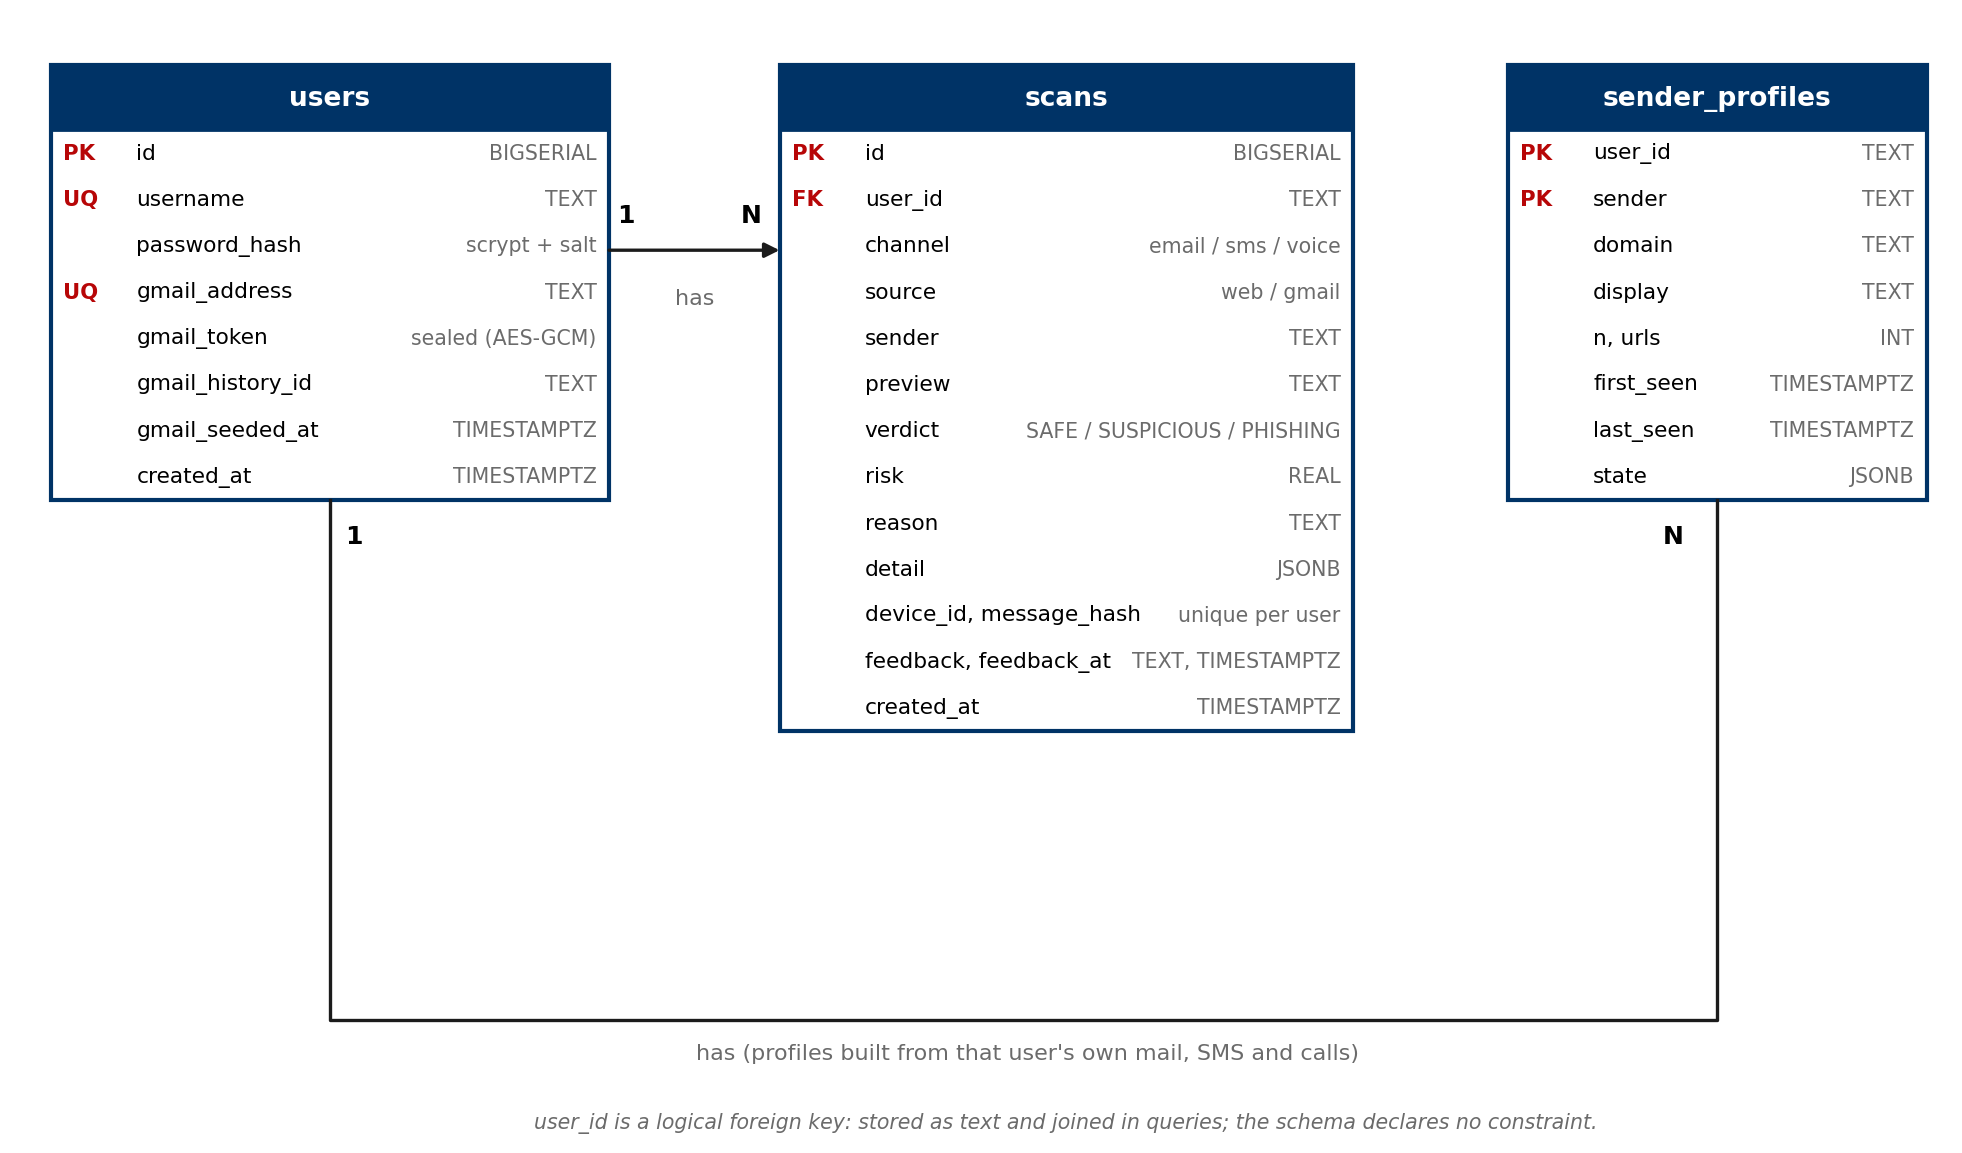 users
PK id BIGSERIAL
UQ username TEXT
password_hash scrypt + salt
UQ gmail_address TEXT
gmail_token sealed (AES-GCM)
gmail_history_id TEXT
gmail_seeded_at TIMESTAMPTZ
created_at TIMESTAMPTZ
1 N
has
scans
PK id BIGSERIAL
FK user_id TEXT
channel email / sms / voice
source web / gmail
sender TEXT
preview TEXT
verdict SAFE / SUSPICIOUS / PHISHING
risk REAL
reason TEXT
detail JSONB
device_id, message_hash unique per user
feedback, feedback_at TEXT, TIMESTAMPTZ
created_at TIMESTAMPTZ
sender_profiles
PK user_id TEXT
PK sender TEXT
domain TEXT
display TEXT
n, urls INT
first_seen TIMESTAMPTZ
last_seen TIMESTAMPTZ
state JSONB
1 N
has (profiles built from that user's own mail, SMS and calls)
user_id is a logical foreign key: stored as text and joined in queries; the schema declares no constraint.